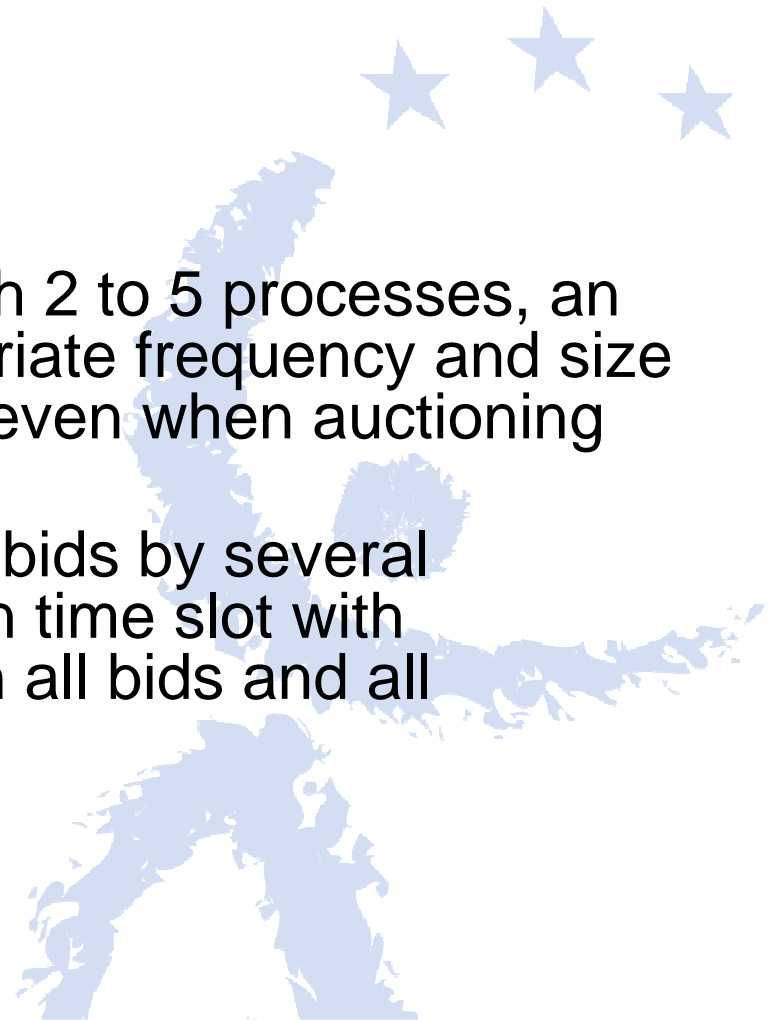 h 2 to 5 processes, an
riate frequency and size
even when auctioning
bids by several
n time slot with
n all bids and all